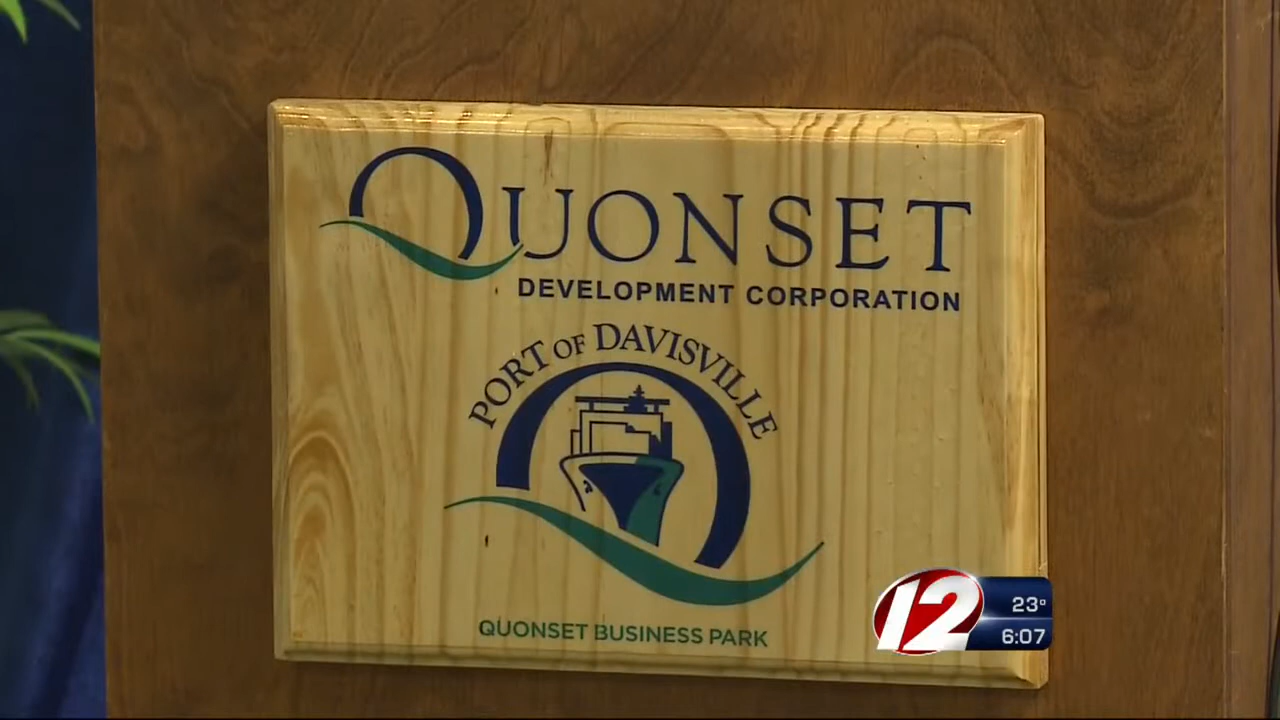 QUONSET
DEVELOPMENT CORPORATION
PORT OF DAVISVILLE
QUONSET BUSINESS PARK
12
23°
6:07